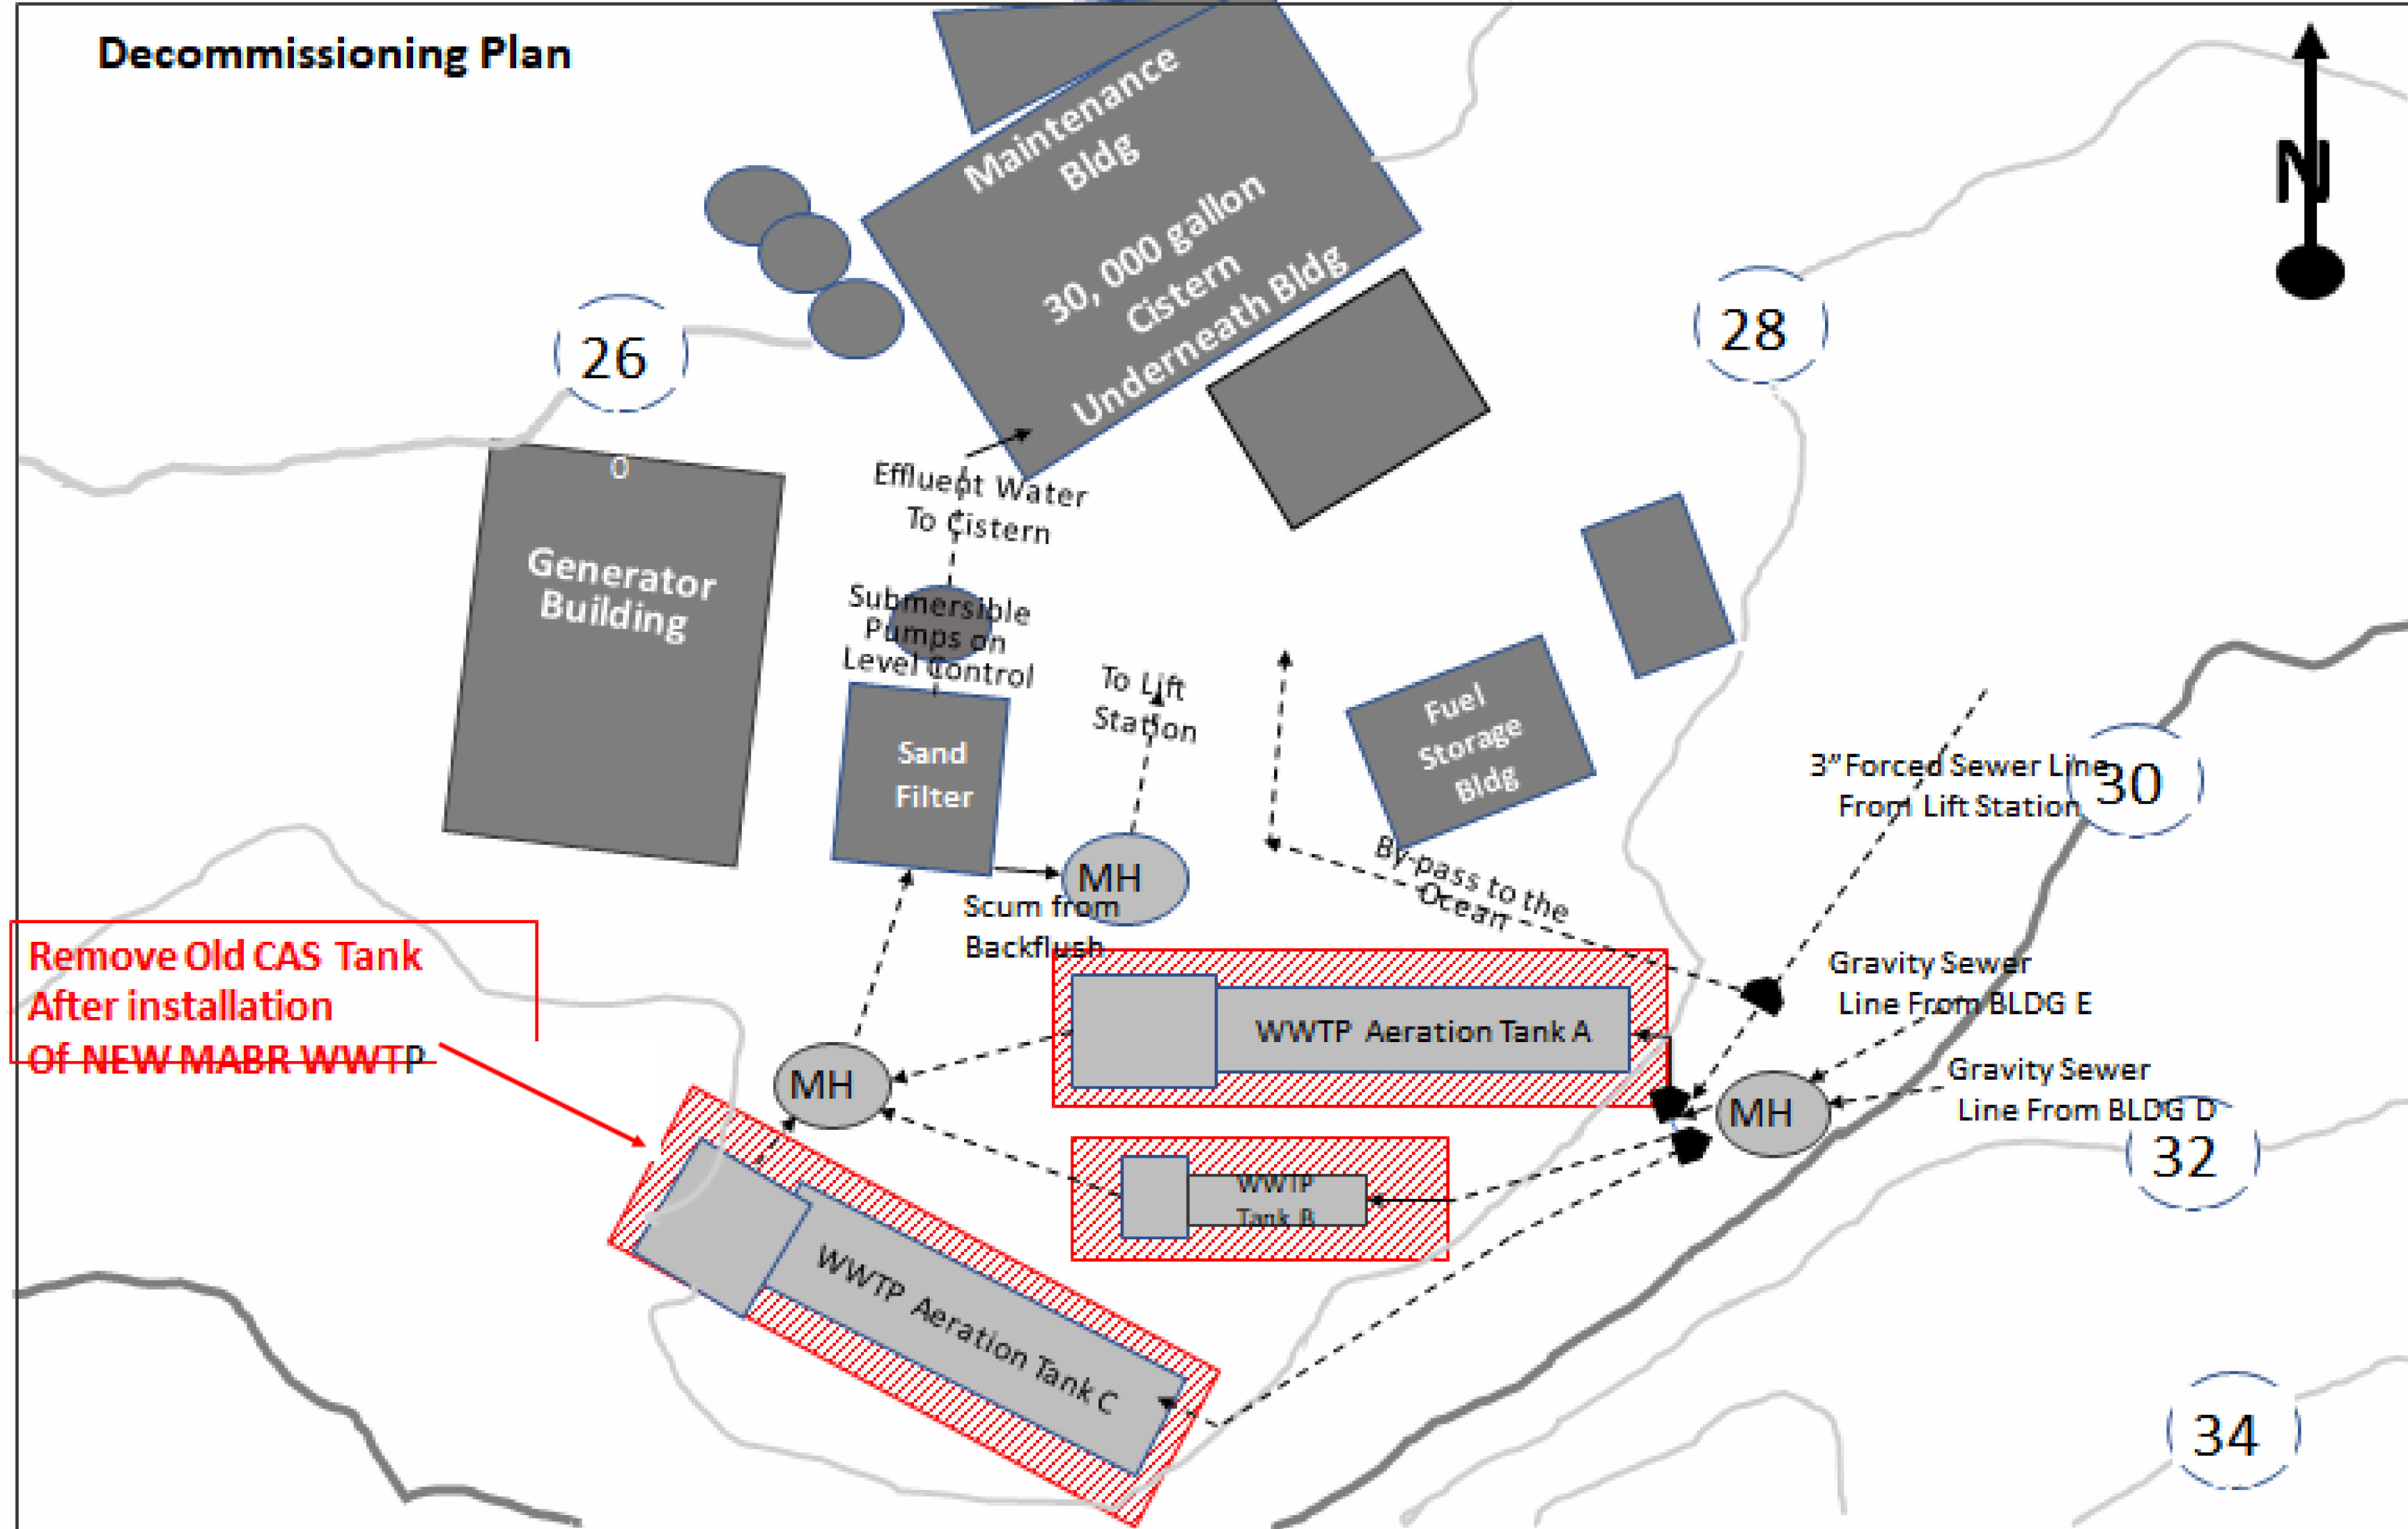 Decommissioning Plan
N
Maintenance
Bldg
30, 000 gallon
Cistern
Underneath Bldg
26
28
0
Generator
Building
Effluent Water
To Cistern
Submersible
Pumps on
Level Control
To Lift
Station
Sand
Filter
Fuel
Storage
Bldg
3”Forced Sewer Line
From Lift Station
30
MH
Scum from
Backflush
By-pass to the
Ocean
Remove Old CAS Tank
After installation
Of NEW MABR WWTP
Gravity Sewer
Line From BLDG E
WWTP Aeration Tank A
MH
MH
Gravity Sewer
Line From BLDG D
32
WWTP
Tank B
WWTP Aeration Tank C
34